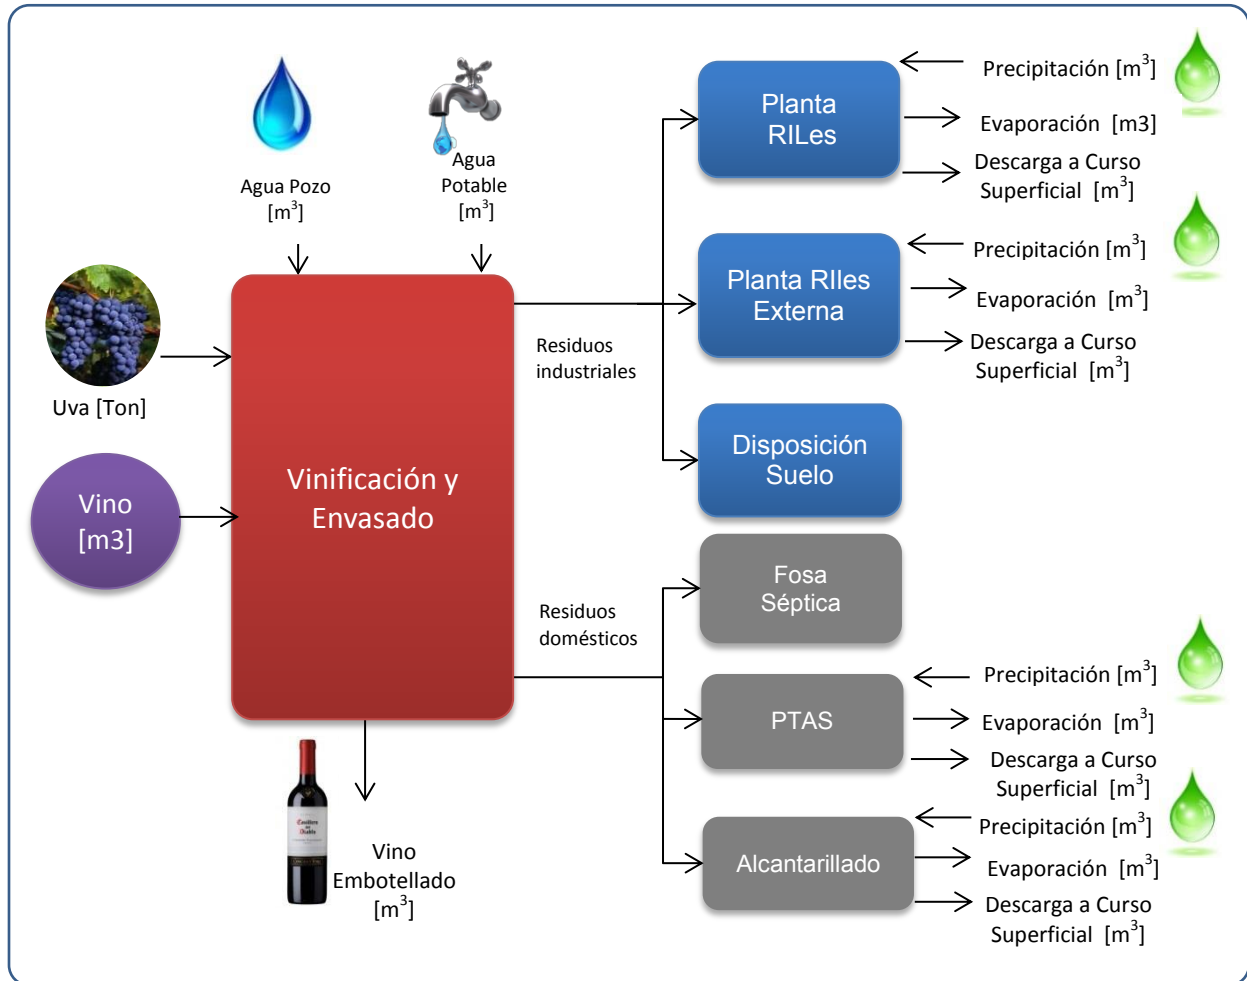 Agua Pozo
[m³]
Agua
Potable
[m³]
Uva [Ton]
Vino
[m3]
Vinificación y
Envasado
Vino
Embotellado
[m³]
Residuos
industriales
Residuos
domésticos
Planta
RILes
Precipitación [m³]
Evaporación [m3]
Descarga a Curso
Superficial [m³]
Planta RIles
Externa
Precipitación [m³]
Evaporación [m³]
Descarga a Curso
Superficial [m³]
Disposición
Suelo
Fosa
Séptica
PTAS
Precipitación [m³]
Evaporación [m³]
Descarga a Curso
Superficial [m³]
Alcantarillado
Precipitación [m³]
Evaporación [m³]
Descarga a Curso
Superficial [m³]